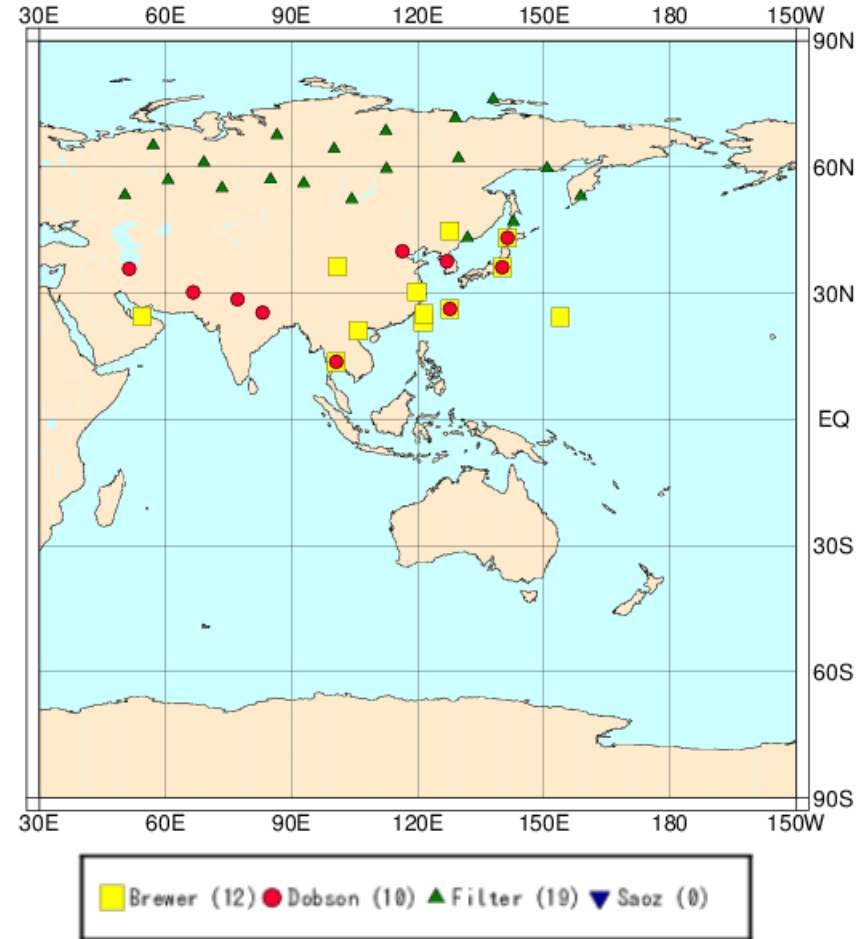 30E 60E 90E 120E 150E 180 150W
90N
60N
30N
EQ
30S
60S
90S
30E 60E 90E 120E 150E 180 150W
Brewer (12) Dobson (10) Filter (19) Saoz (0)